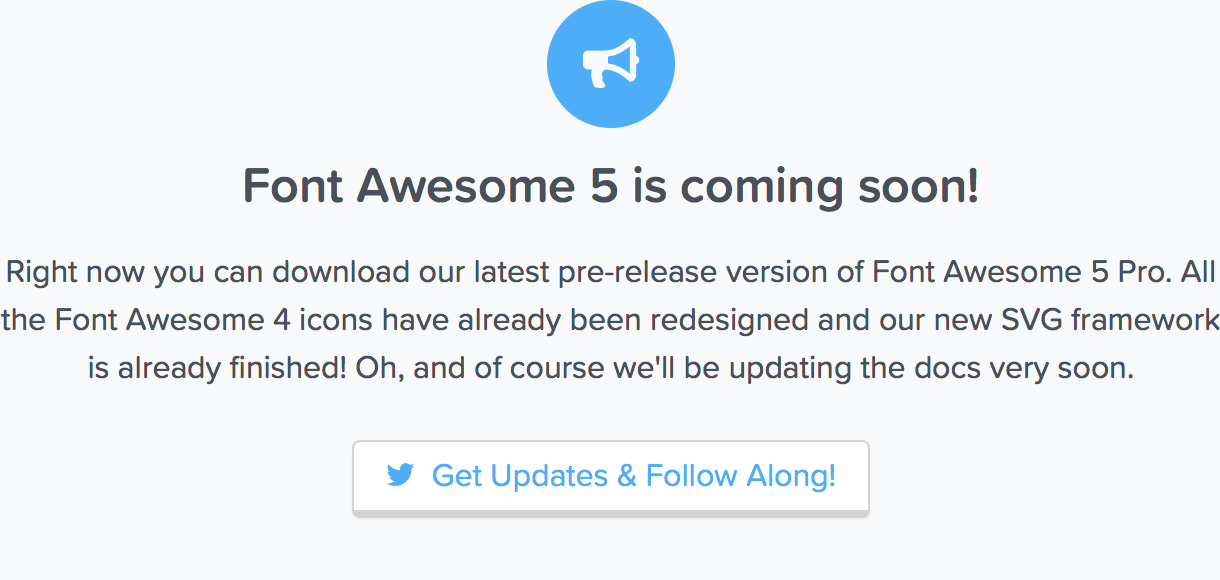 Font Awesome 5 is coming soon!
Right now you can download our latest pre-release version of Font Awesome 5 Pro. All
the Font Awesome 4 icons have already been redesigned and our new SVG framework
is already finished! Oh, and of course we'll be updating the docs very soon.
Get Updates & Follow Along!